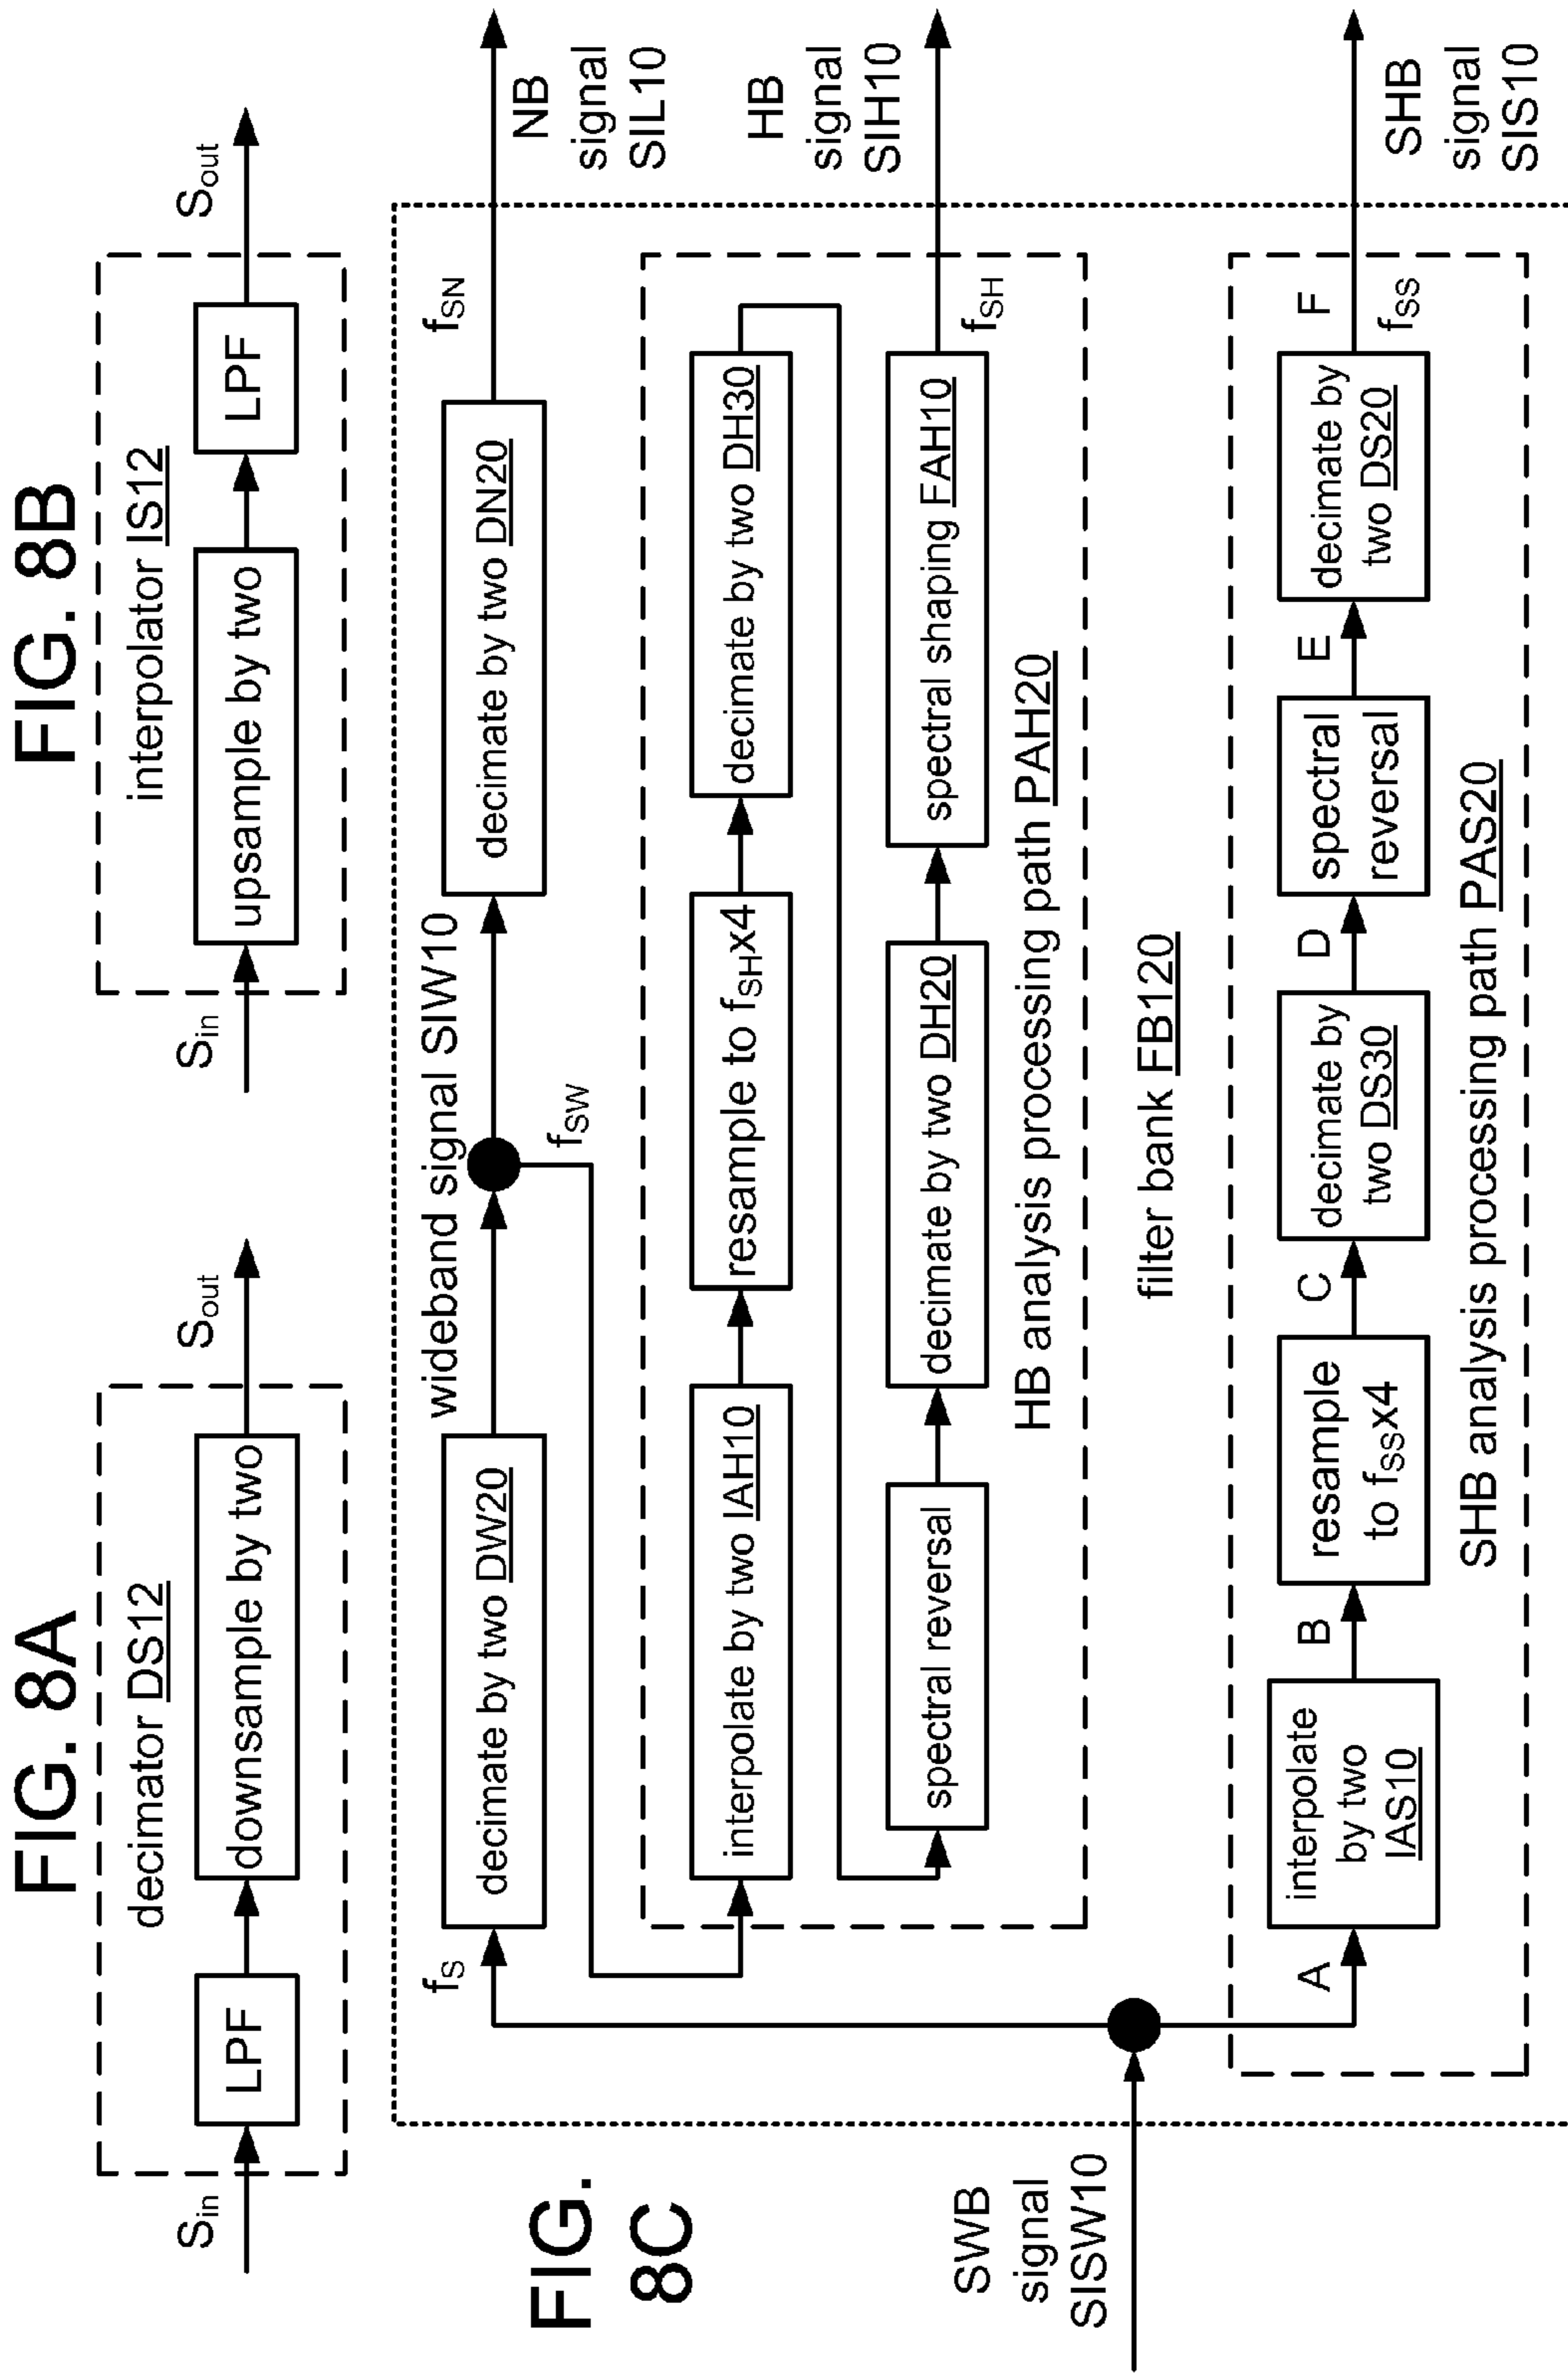 FIG. 8A
decimator DS12
S_in
LPF
downsample by two
S_out
FIG. 8B
interpolator IS12
S_in
upsample by two
LPF
S_out
FIG.
8C
SWB
signal
SISW10
f_S
decimate by two DW20
wideband signal SIW10
f_SW
decimate by two DN20
f_SN
NB
signal
SIL10
interpolate by two IAH10
resample to f_SHx4
decimate by two DH30
spectral reversal
decimate by two DH20
spectral shaping FAH10
f_SH
HB
signal
SIH10
HB analysis processing path PAH20
filter bank FB120
A
interpolate
by two
IAS10
B
resample
to f_SSx4
C
decimate by
two DS30
D
spectral
reversal
E
decimate by
two DS20
F
f_SS
SHB
signal
SIS10
SHB analysis processing path PAS20